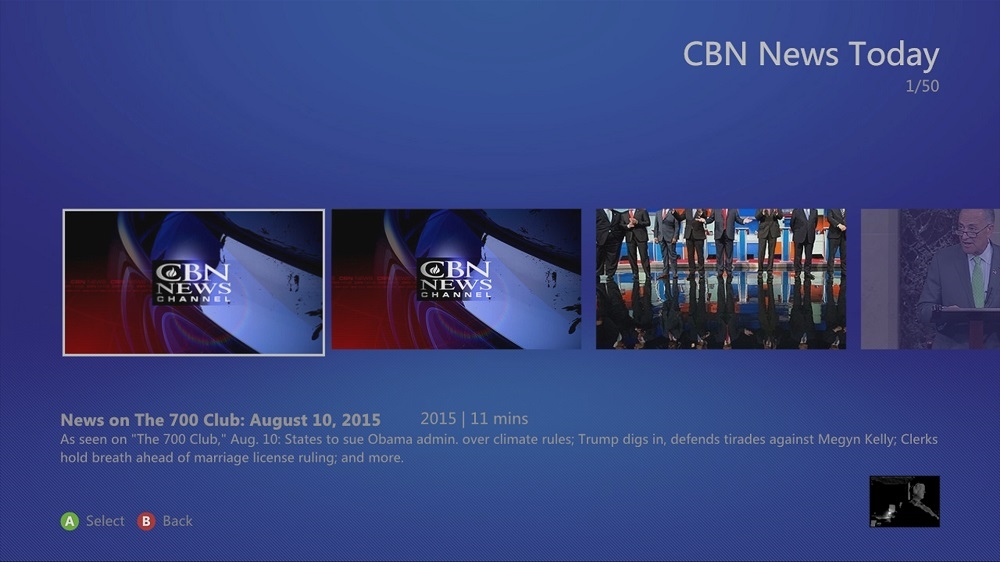 CBN News Today
1/50
CBN
NEWS
CHANNEL
CBN
NEWS
CHANNEL
News on The 700 Club: August 10, 2015 2015 | 11 mins
As seen on "The 700 Club," Aug. 10: States to sue Obama admin. over climate rules; Trump digs in, defends tirades against Megyn Kelly; Clerks
hold breath ahead of marriage license ruling; and more.
A Select B Back